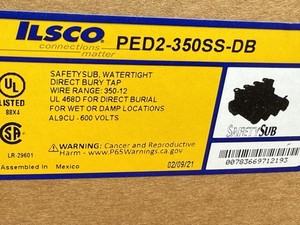 ILSCO
connections
matter
PED2-350SS-DB
UL
LISTED
88X4
SAFETYSUB, WATERTIGHT
DIRECT BURY TAP
WIRE RANGE: 350-12
UL 468D FOR DIRECT BURIAL
FOR WET OR DAMP LOCATIONS
AL9CU - 600 VOLTS
SAFETYSUB
LR-29601
WARNING: Cancer and Reproductive
Harm - www.P65Warnings.ca.gov
Assembled in Mexico
02/09/21
00783669712193